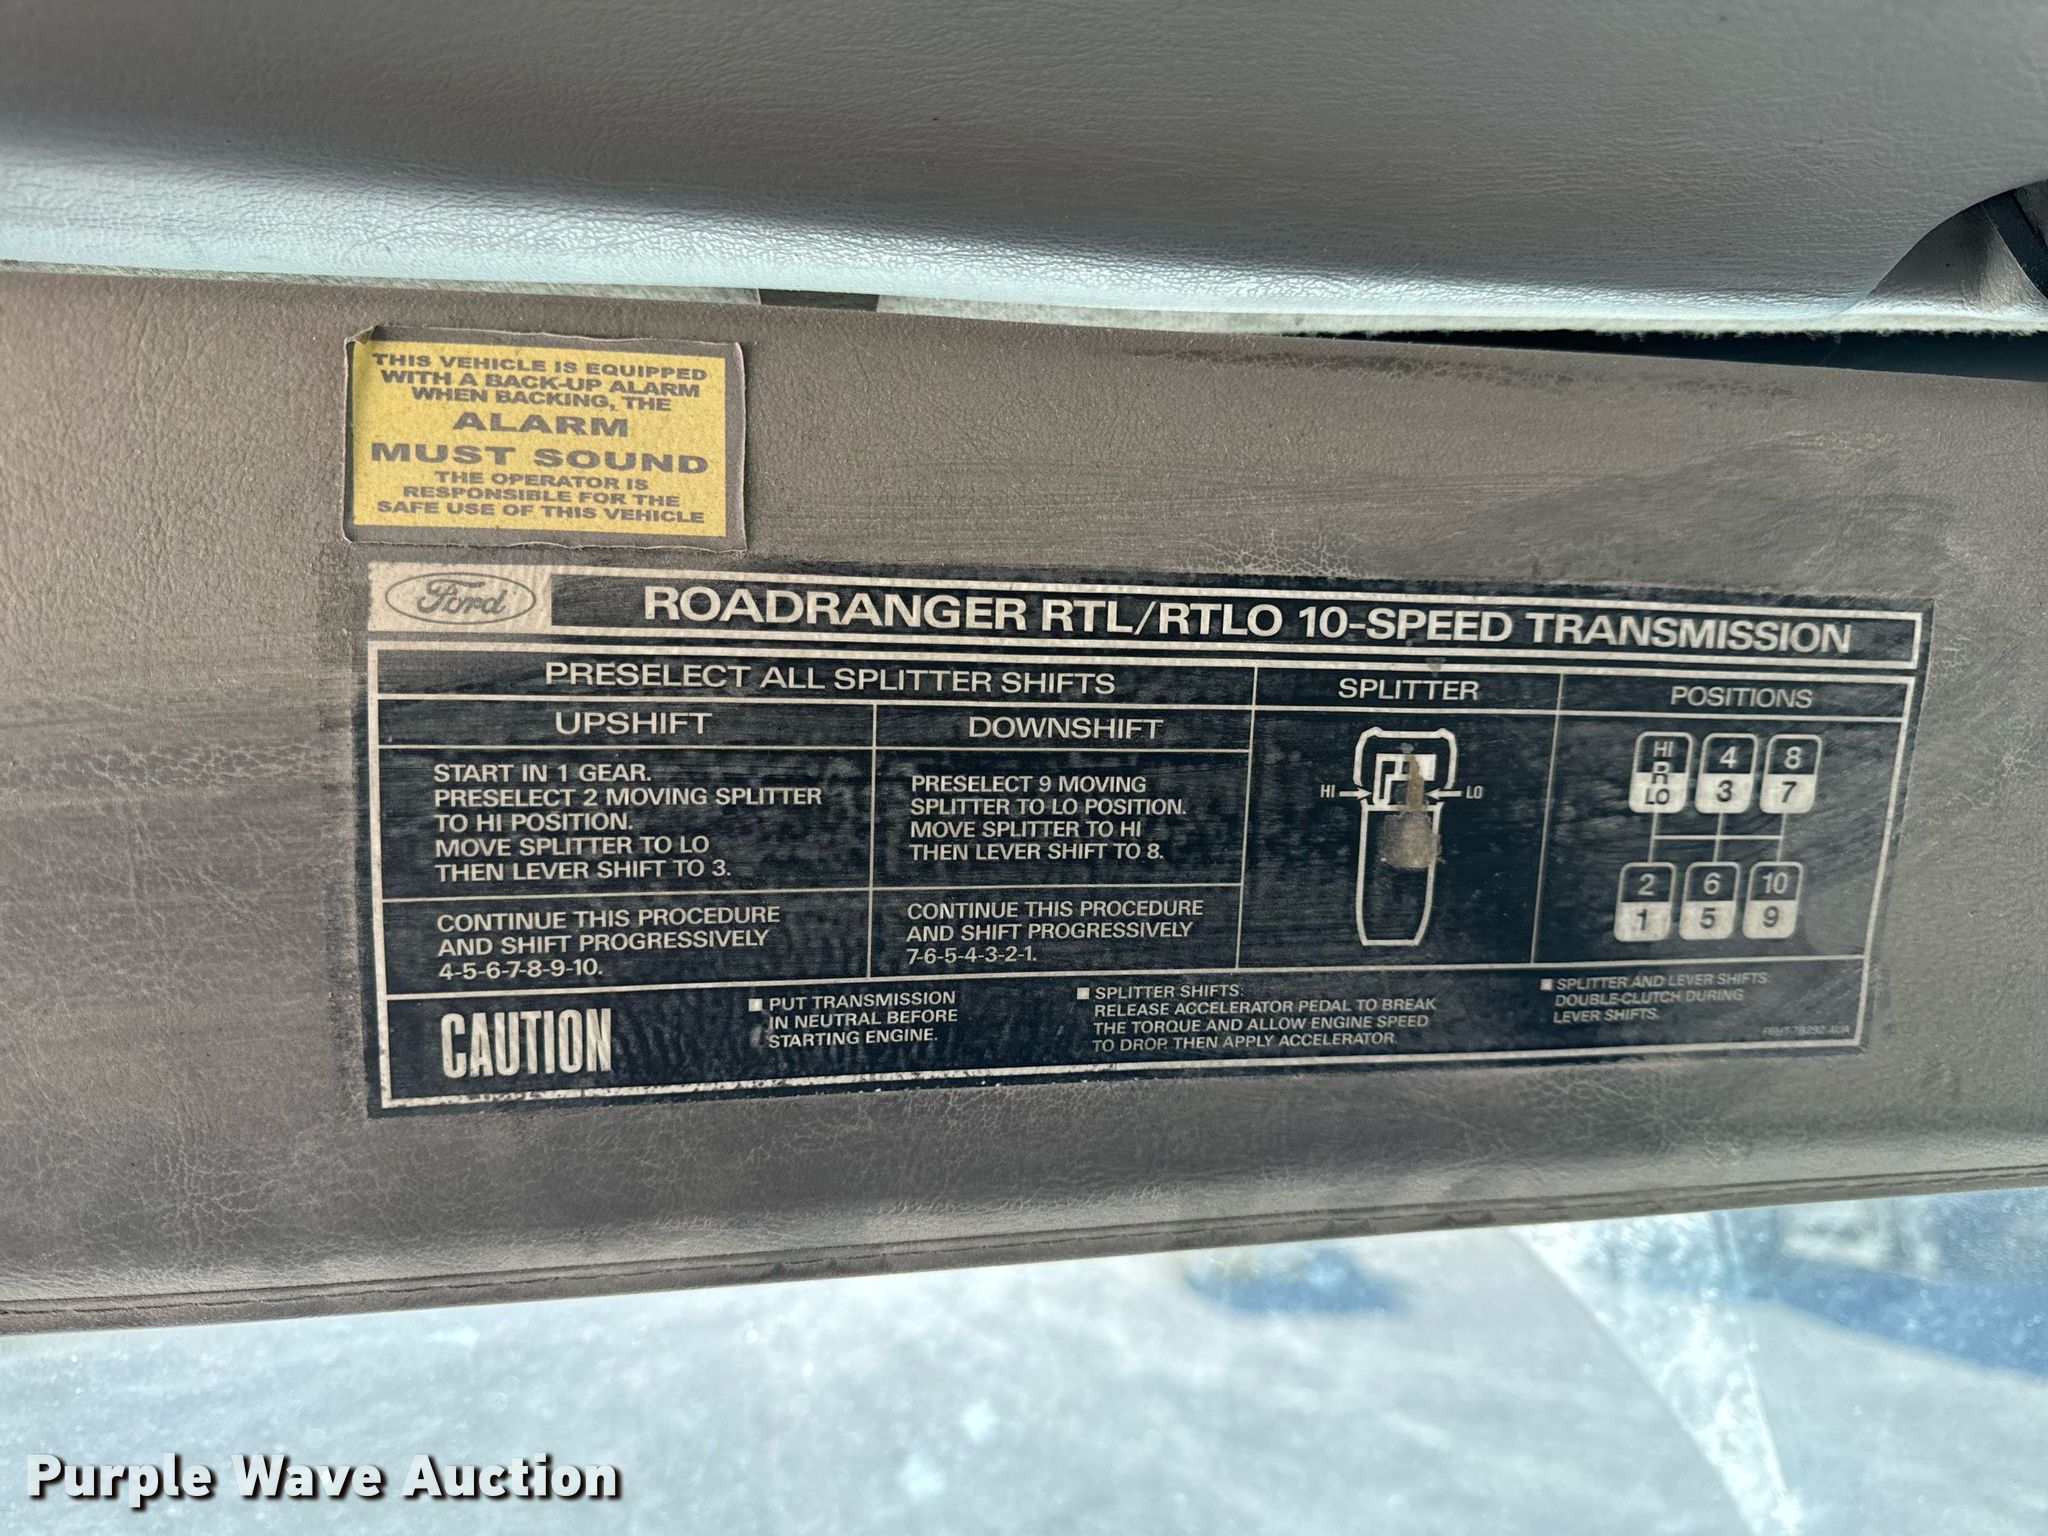 THIS VEHICLE IS EQUIPPED
WITH A BACK-UP ALARM
WHEN BACKING, THE
ALARM
MUST SOUND
THE OPERATOR IS
RESPONSIBLE FOR THE
SAFE USE OF THIS VEHICLE
Ford
ROADRANGER RTL/RTLO 10-SPEED TRANSMISSION
PRESELECT ALL SPLITTER SHIFTS
UPSHIFT
START IN 1 GEAR.
PRESELECT 2 MOVING SPLITTER
TO HI POSITION.
MOVE SPLITTER TO LO
THEN LEVER SHIFT TO 3.
CONTINUE THIS PROCEDURE
AND SHIFT PROGRESSIVELY
4-5-6-7-8-9-10.
DOWNSHIFT
PRESELECT 9 MOVING
SPLITTER TO LO POSITION.
MOVE SPLITTER TO HI
THEN LEVER SHIFT TO 8.
CONTINUE THIS PROCEDURE
AND SHIFT PROGRESSIVELY
7-6-5-4-3-2-1.
SPLITTER
HI LO
POSITIONS
HI 4 8
R
LO 3 7
2 6 10
1 5 9
CAUTION
PUT TRANSMISSION
IN NEUTRAL BEFORE
STARTING ENGINE.
SPLITTER SHIFTS:
RELEASE ACCELERATOR PEDAL TO BREAK
THE TORQUE AND ALLOW ENGINE SPEED
TO DROP, THEN APPLY ACCELERATOR.
SPLITTER AND LEVER SHIFTS:
DOUBLE-CLUTCH DURING
LEVER SHIFTS.
Purple Wave Auction